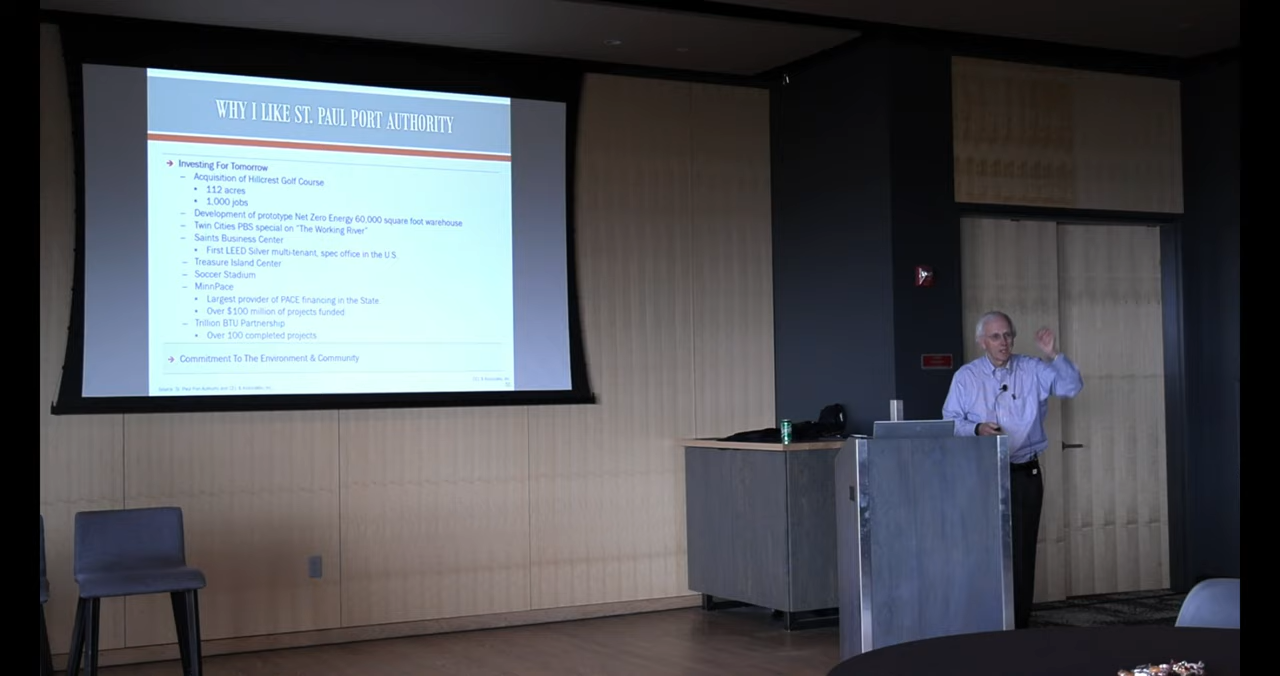 WHY I LIKE ST. PAUL PORT AUTHORITY
➔ Investing For Tomorrow
– Acquisition of Hillcrest Golf Course
▪ 112 acres
▪ 1,000 jobs
– Development of prototype Net Zero Energy 60,000 square foot warehouse
– Twin Cities PBS special on "The Working River"
– Saints Business Center
▪ First LEED Silver multi-tenant, spec office in the U.S
– Treasure Island Center
– Soccer Stadium
– MinnPace
▪ Largest provider of PACE financing in the State
▪ Over $100 million of projects funded
– Trillion BTU Partnership
▪ Over 100 completed projects
➔ Commitment To The Environment & Community